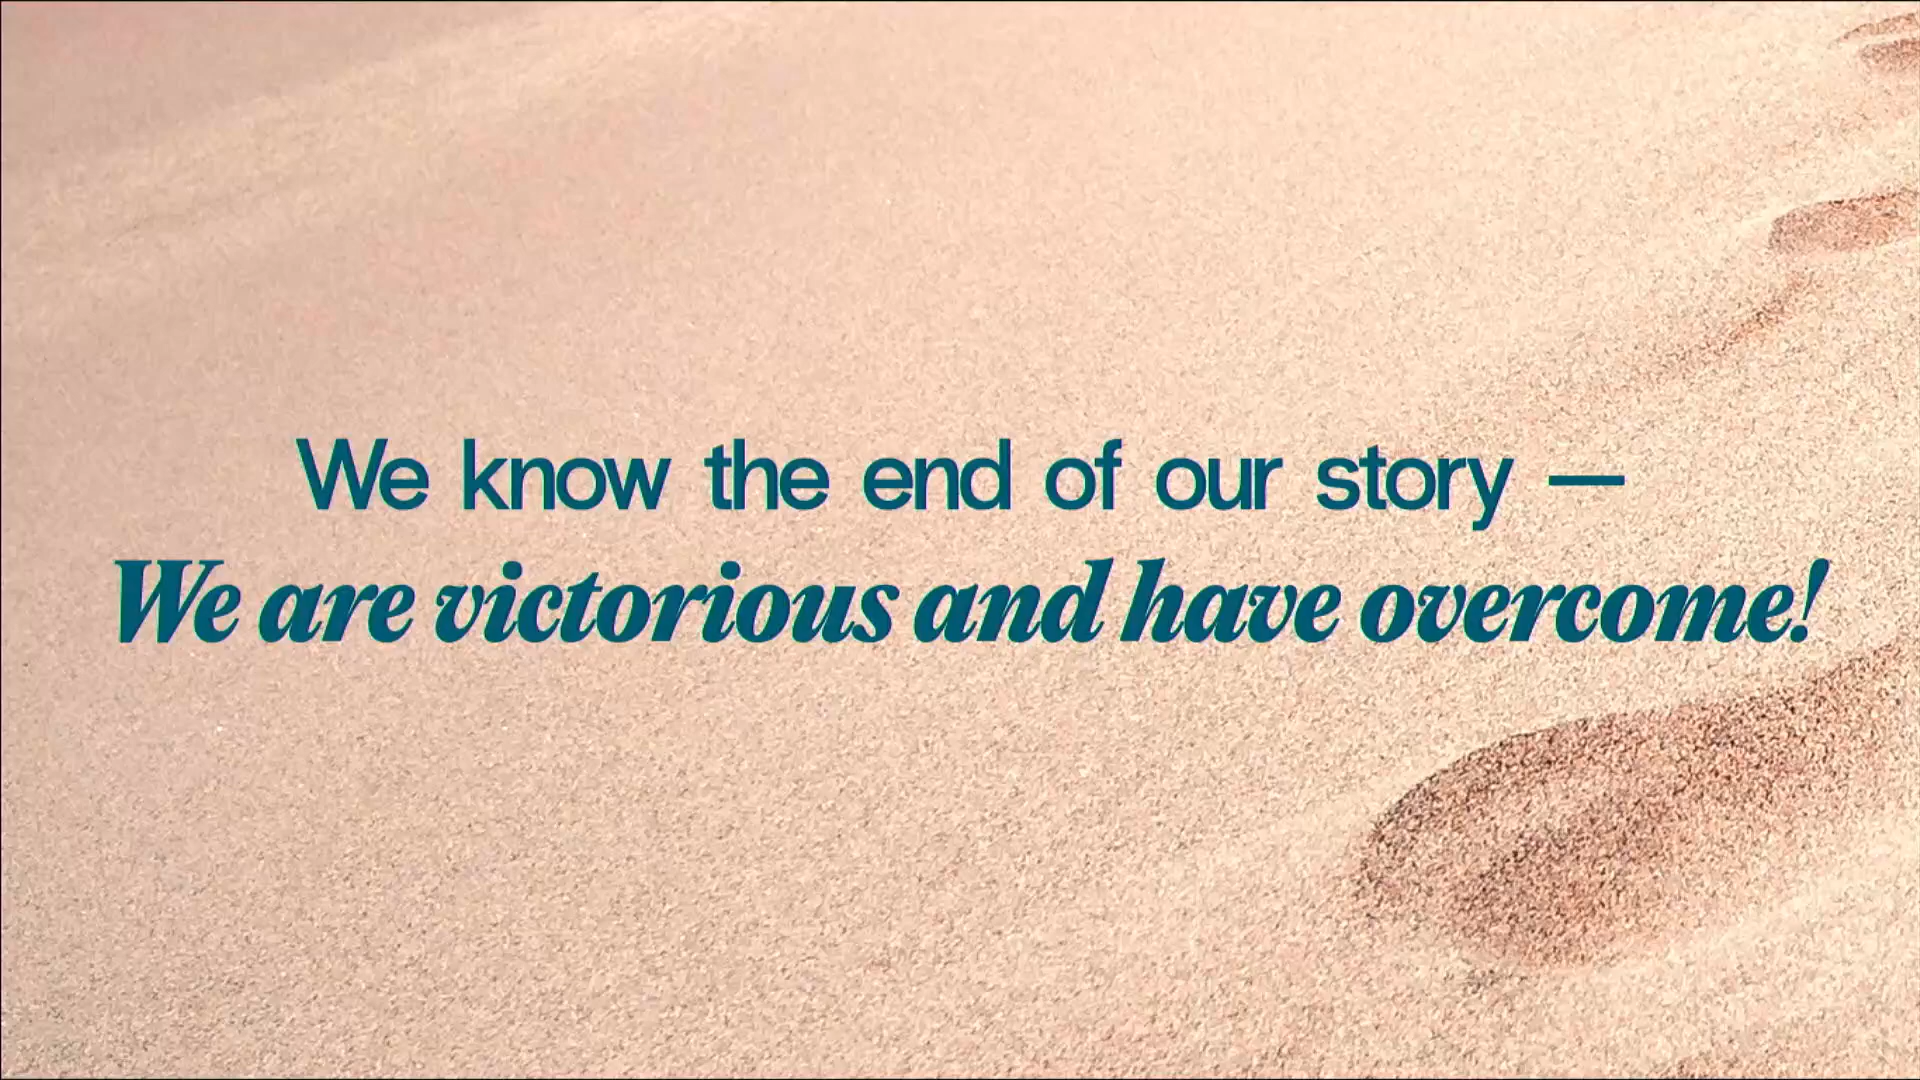 We know the end of our story —
We are victorious and have overcome!